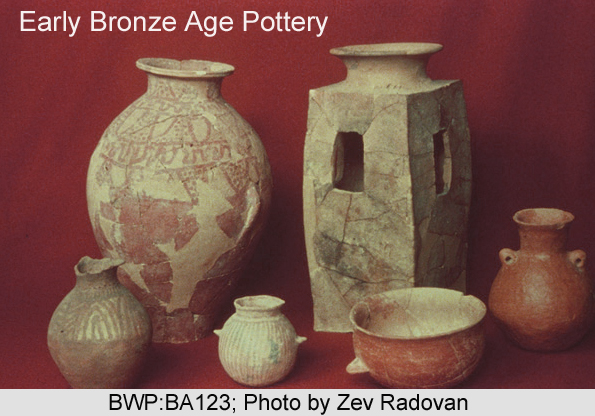 Early Bronze Age Pottery
BWP:BA123; Photo by Zev Radovan